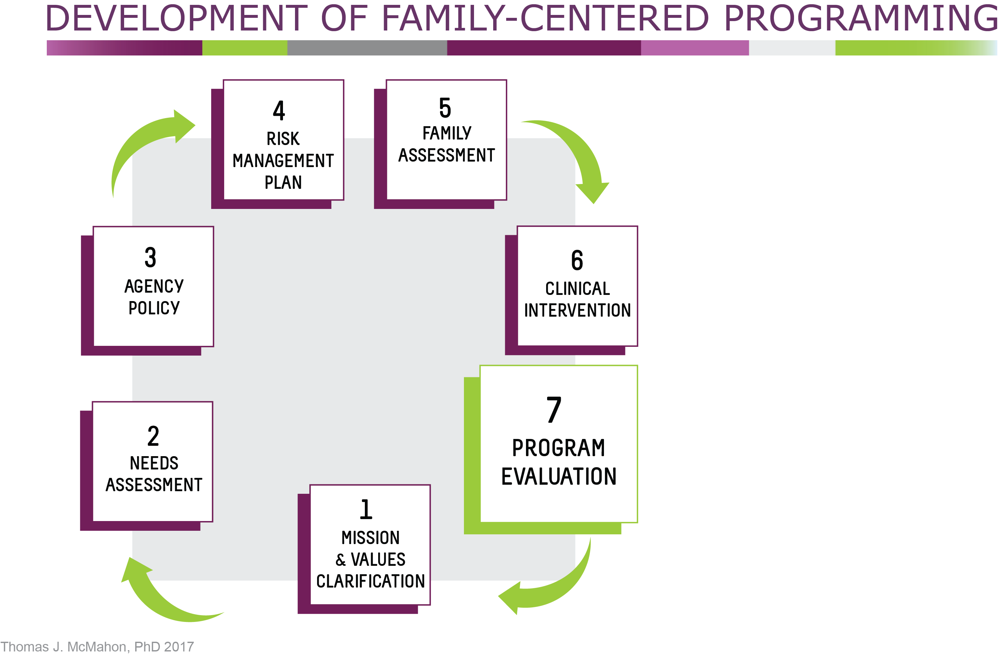 DEVELOPMENT OF FAMILY-CENTERED PROGRAMMING
4
RISK
MANAGEMENT
PLAN
5
FAMILY
ASSESSMENT
3
AGENCY
POLICY
6
CLINICAL
INTERVENTION
7
PROGRAM
EVALUATION
2
NEEDS
ASSESSMENT
1
MISSION
& VALUES
CLARIFICATION
Thomas J. McMahon, PhD 2017